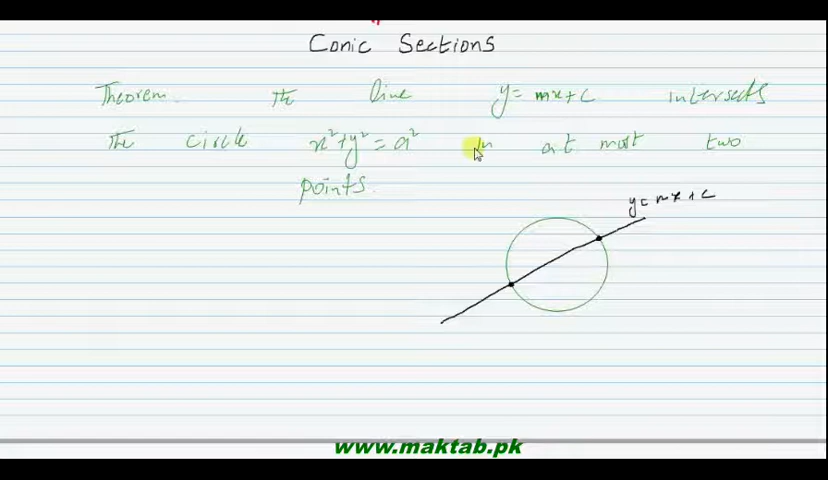 Conic Sections
Theorem. The line y = mx + c intersects
The circle x² + y² = a² in at most two
points.
y = mx + c
www.maktab.pk